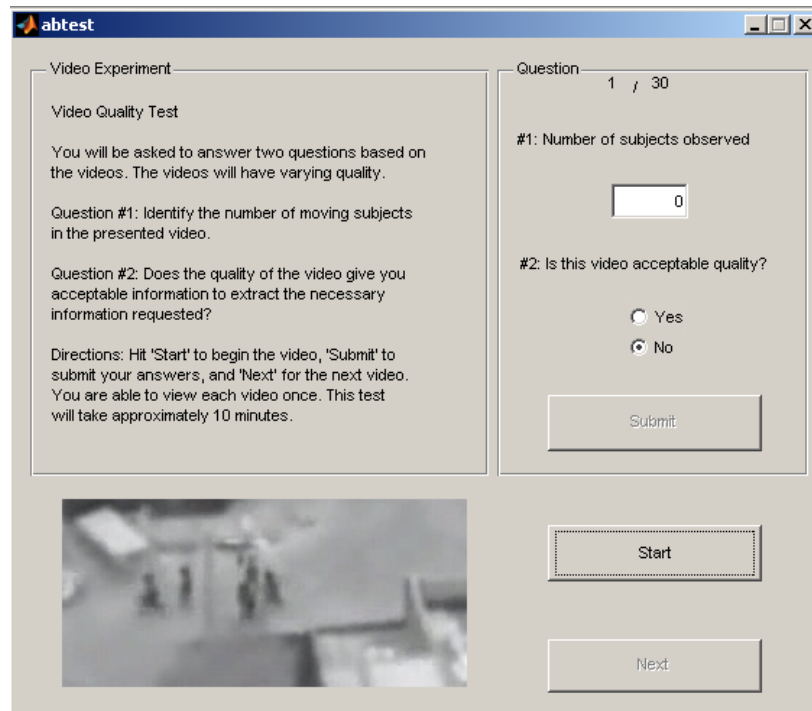 abtest
Video Experiment
Video Quality Test
You will be asked to answer two questions based on
the videos. The videos will have varying quality.
Question #1: Identify the number of moving subjects
in the presented video.
Question #2: Does the quality of the video give you
acceptable information to extract the necessary
information requested?
Directions: Hit 'Start' to begin the video, 'Submit' to
submit your answers, and 'Next' for the next video.
You are able to view each video once. This test
will take approximately 10 minutes.
Question
1 / 30
#1: Number of subjects observed
0
#2: Is this video acceptable quality?
Yes
No
Submit
Start
Next